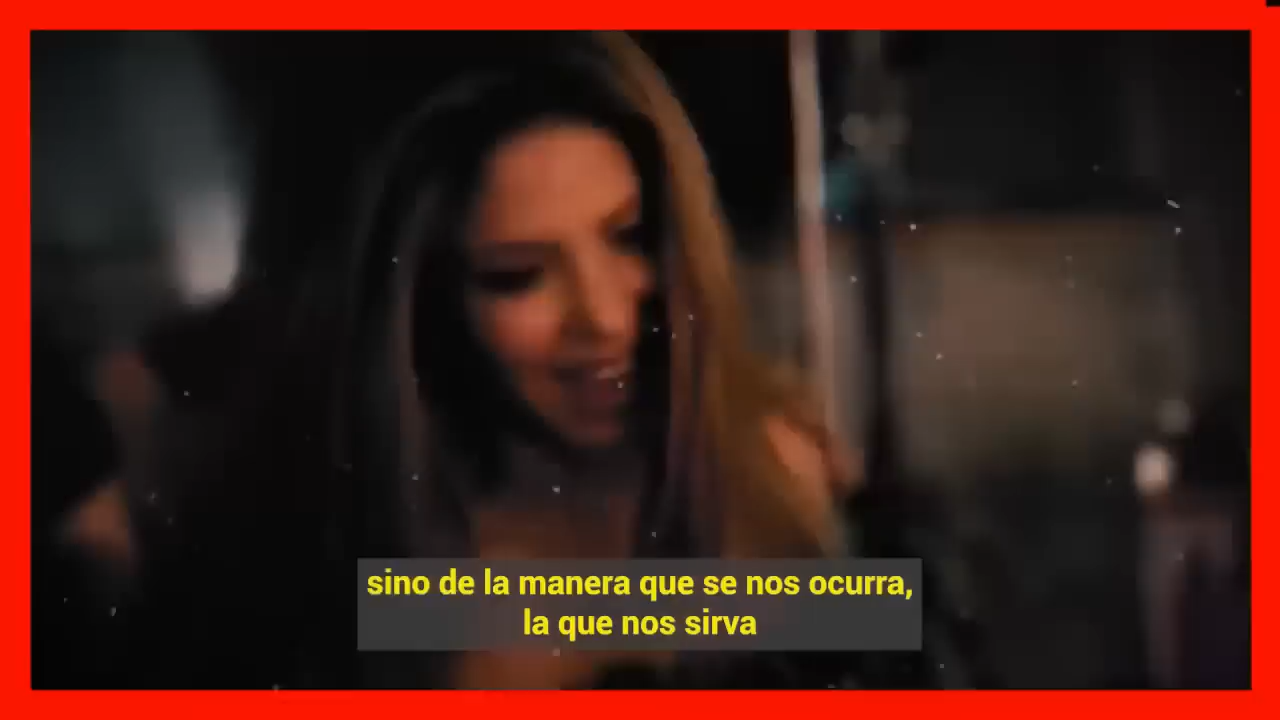 sino de la manera que se nos ocurra,
la que nos sirva